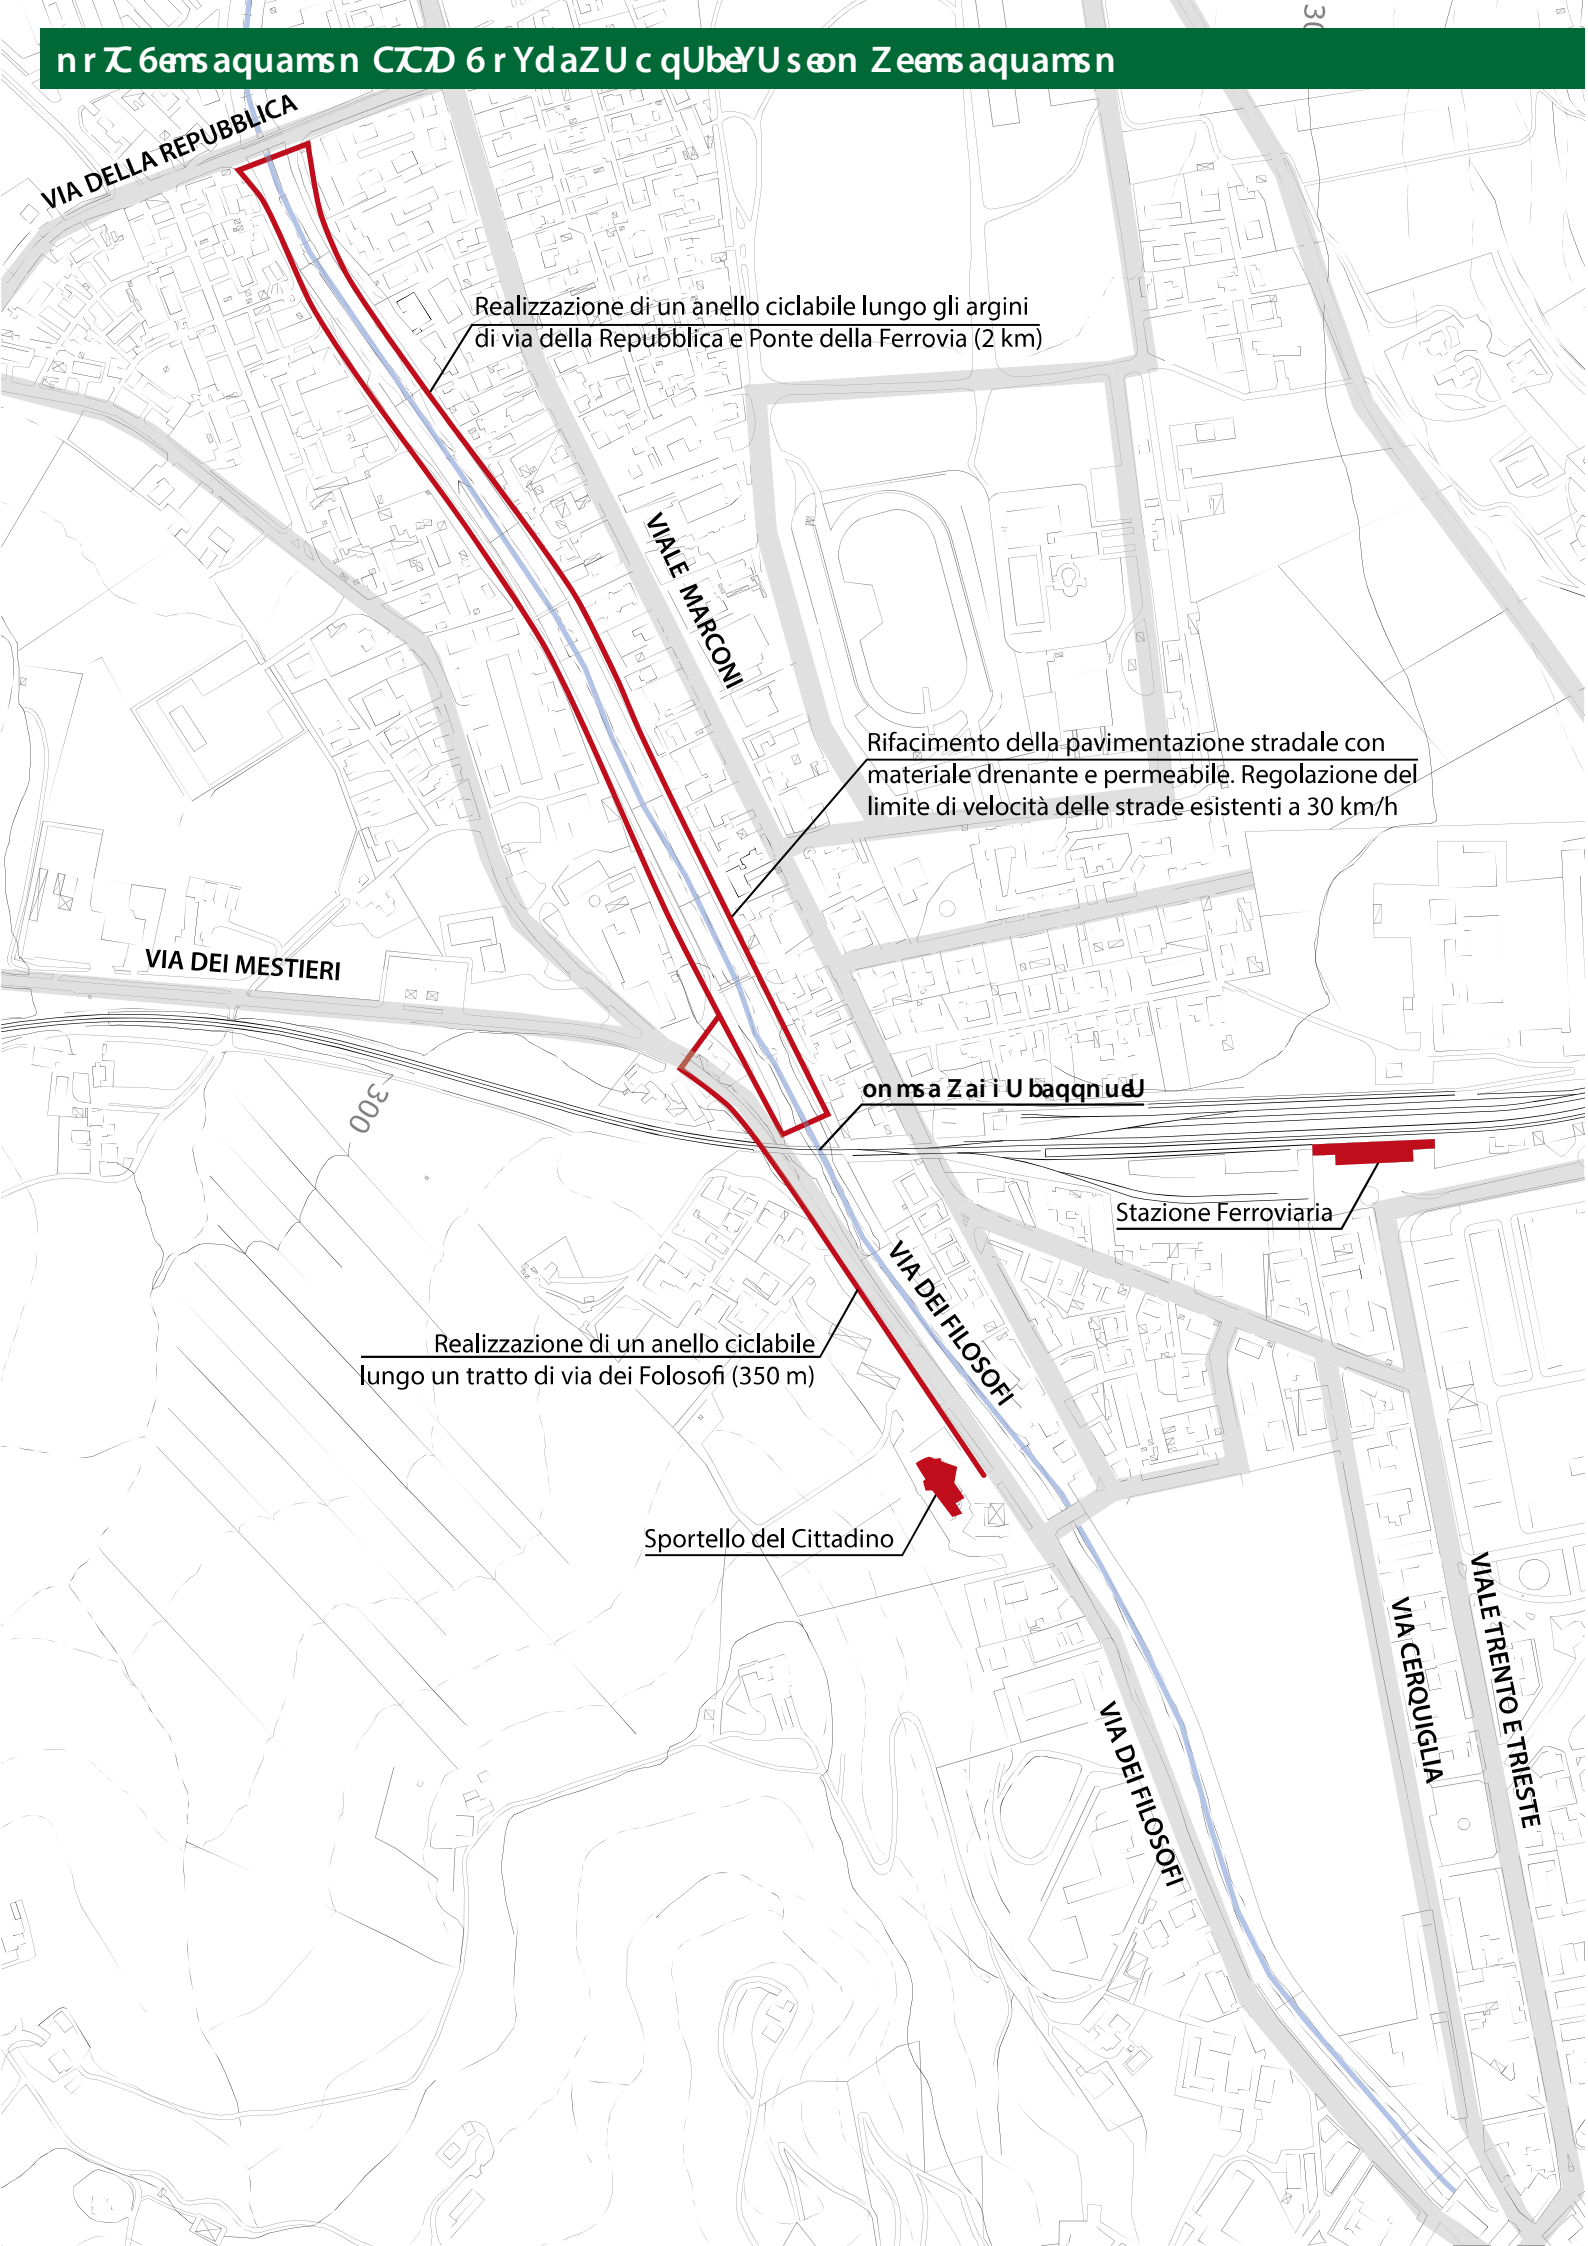 VIA DELLA REPUBBLICA
Realizzazione di un anello ciclabile lungo gli argini
di via della Repubblica e Ponte della Ferrovia (2 km)
VIALE MARCONI
Rifacimento della pavimentazione stradale con
materiale drenante e permeabile. Regolazione del
limite di velocità delle strade esistenti a 30 km/h
VIA DEI MESTIERI
300
Stazione Ferroviaria
VIA DEI FILOSOFI
Realizzazione di un anello ciclabile
lungo un tratto di via dei Folosofi (350 m)
Sportello del Cittadino
VIA CERQUIGLIA
VIALE TRENTO E TRIESTE
VIA DEI FILOSOFI